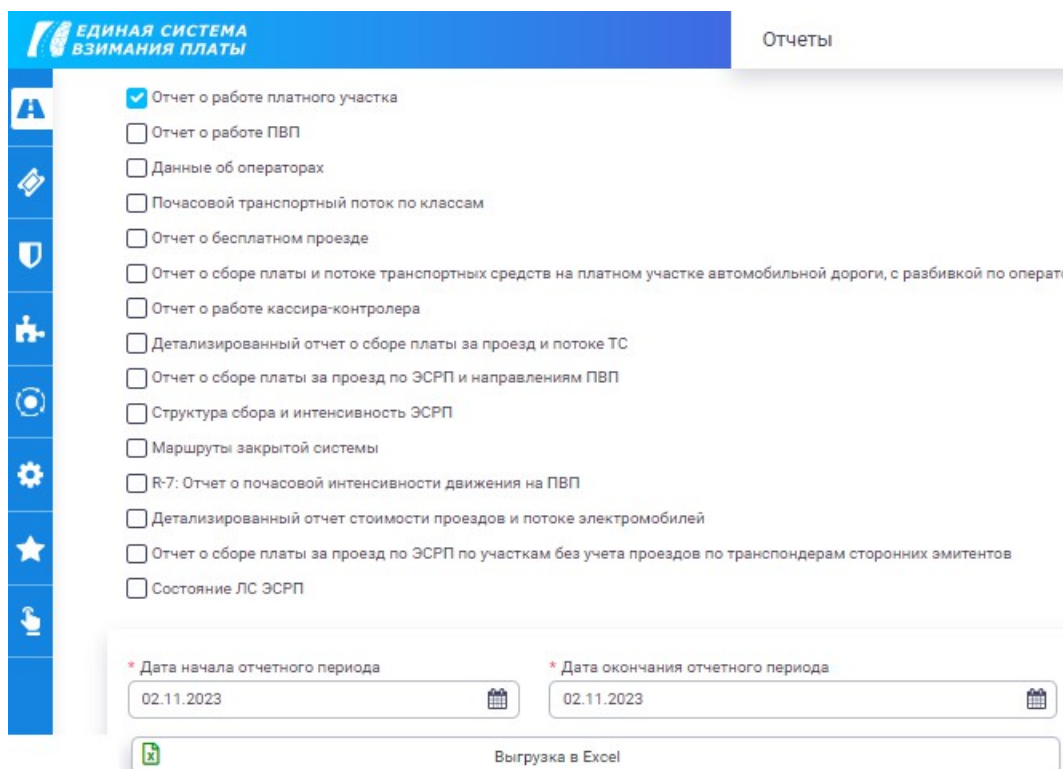 ЕДИНАЯ СИСТЕМА
ВЗИМАНИЯ ПЛАТЫ
Отчеты
Отчет о работе платного участка
Отчет о работе ПВП
Данные об операторах
Почасовой транспортный поток по классам
Отчет о бесплатном проезде
Отчет о сборе платы и потоке транспортных средств на платном участке автомобильной дороги, с разбивкой по
Отчет о работе кассира-контролера
Детализированный отчет о сборе платы за проезд и потоке ТС
Отчет о сборе платы за проезд по ЭСРП и направлениям ПВП
Структура сбора и интенсивность ЭСРП
Маршруты закрытой системы
R-7: Отчет о почасовой интенсивности движения на ПВП
Детализированный отчет стоимости проездов и потоке электромобилей
Отчет о сборе платы за проезд по ЭСРП по участкам без учета проездов по транспондерам сторонних эмитентов
Состояние ЛС ЭСРП
* Дата начала отчетного периода
* Дата окончания отчетного периода
02.11.2023
02.11.2023
Выгрузка в Excel